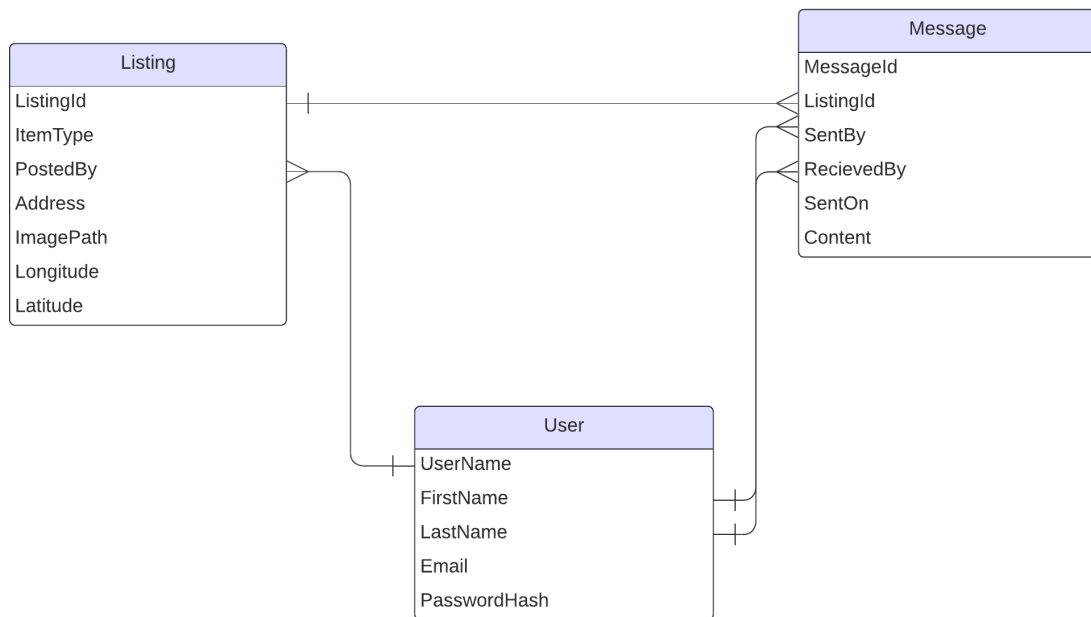 Listing
ListingId
ItemType
PostedBy
Address
ImagePath
Longitude
Latitude
Message
MessageId
ListingId
SentBy
RecievedBy
SentOn
Content
User
UserName
FirstName
LastName
Email
PasswordHash